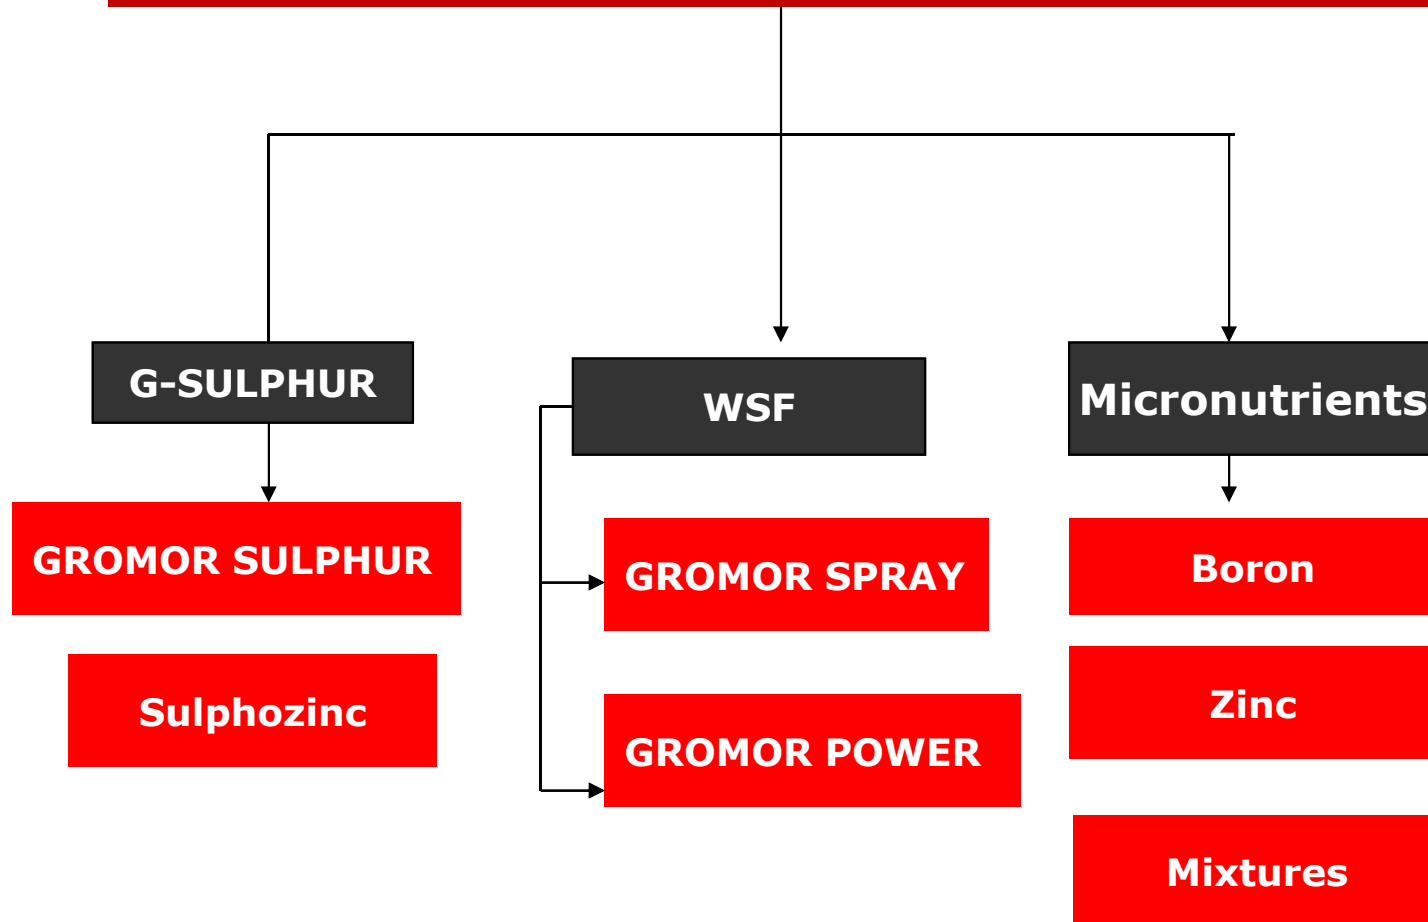 G-SULPHUR
WSF
Micronutrients
GROMOR SULPHUR
GROMOR SPRAY
Boron
Sulphozinc
Zinc
GROMOR POWER
Mixtures